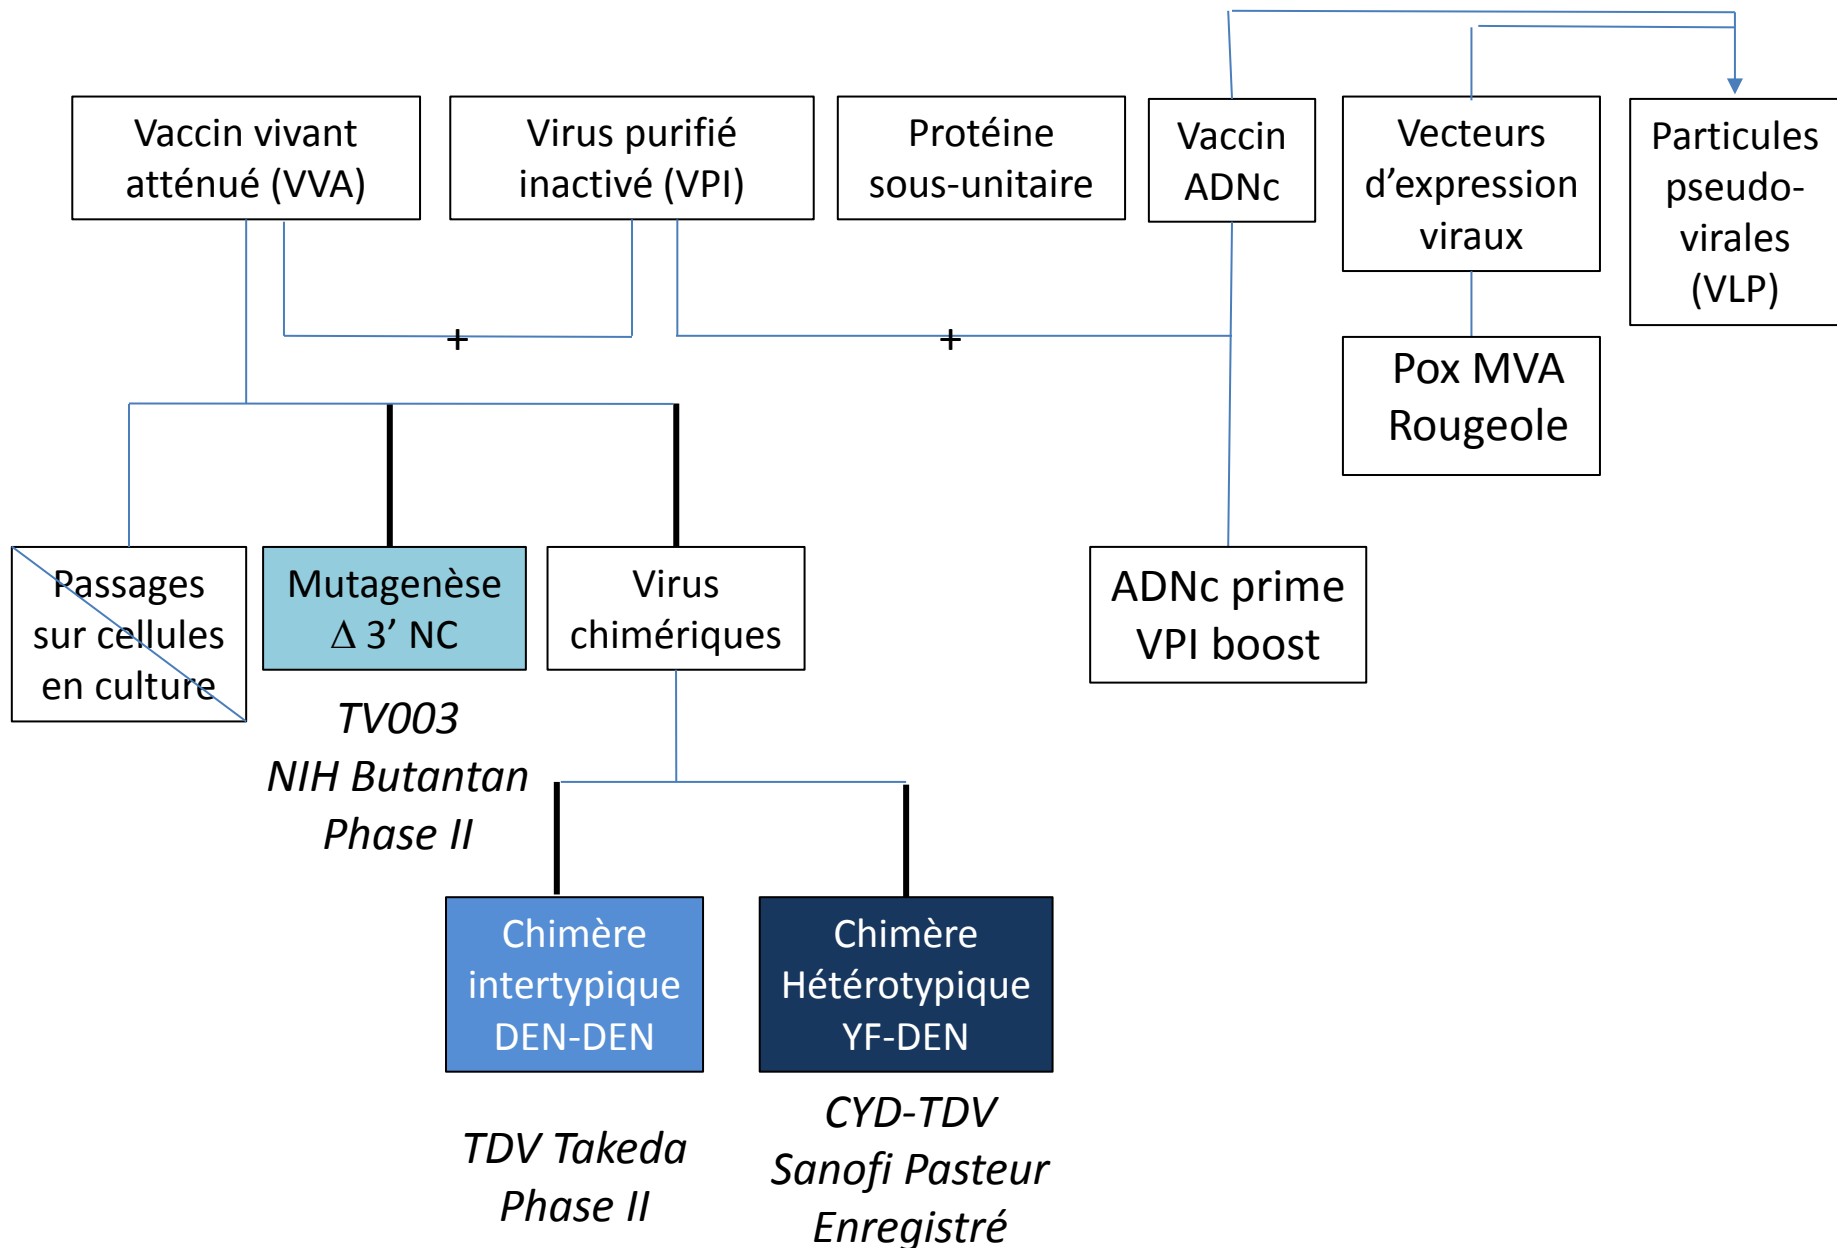 Vaccin vivant
atténué (VVA)
Virus purifié
inactivé (VPI)
Protéine
sous-unitaire
Vaccin
ADNc
Vecteurs
d’expression
viraux
Particules
pseudo-
virales
(VLP)
+
+
Pox MVA
Rougeole
Passages
sur cellules
en culture
Mutagenèse
Δ 3’ NC
Virus
chimériques
ADNc prime
VPI boost
TV003
NIH Butantan
Phase II
Chimère
intertypique
DEN-DEN
Chimère
Hétérotypique
YF-DEN
TDV Takeda
Phase II
CYD-TDV
Sanofi Pasteur
Enregistré